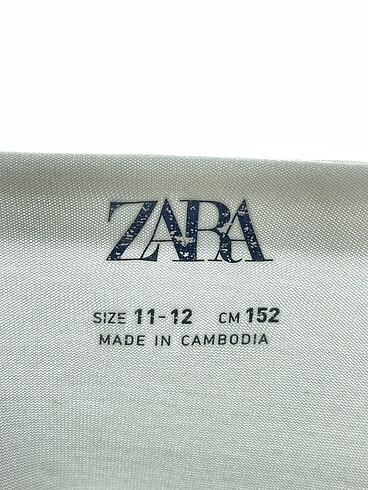 ZARA
SIZE 11-12 CM 152
MADE IN CAMBODIA